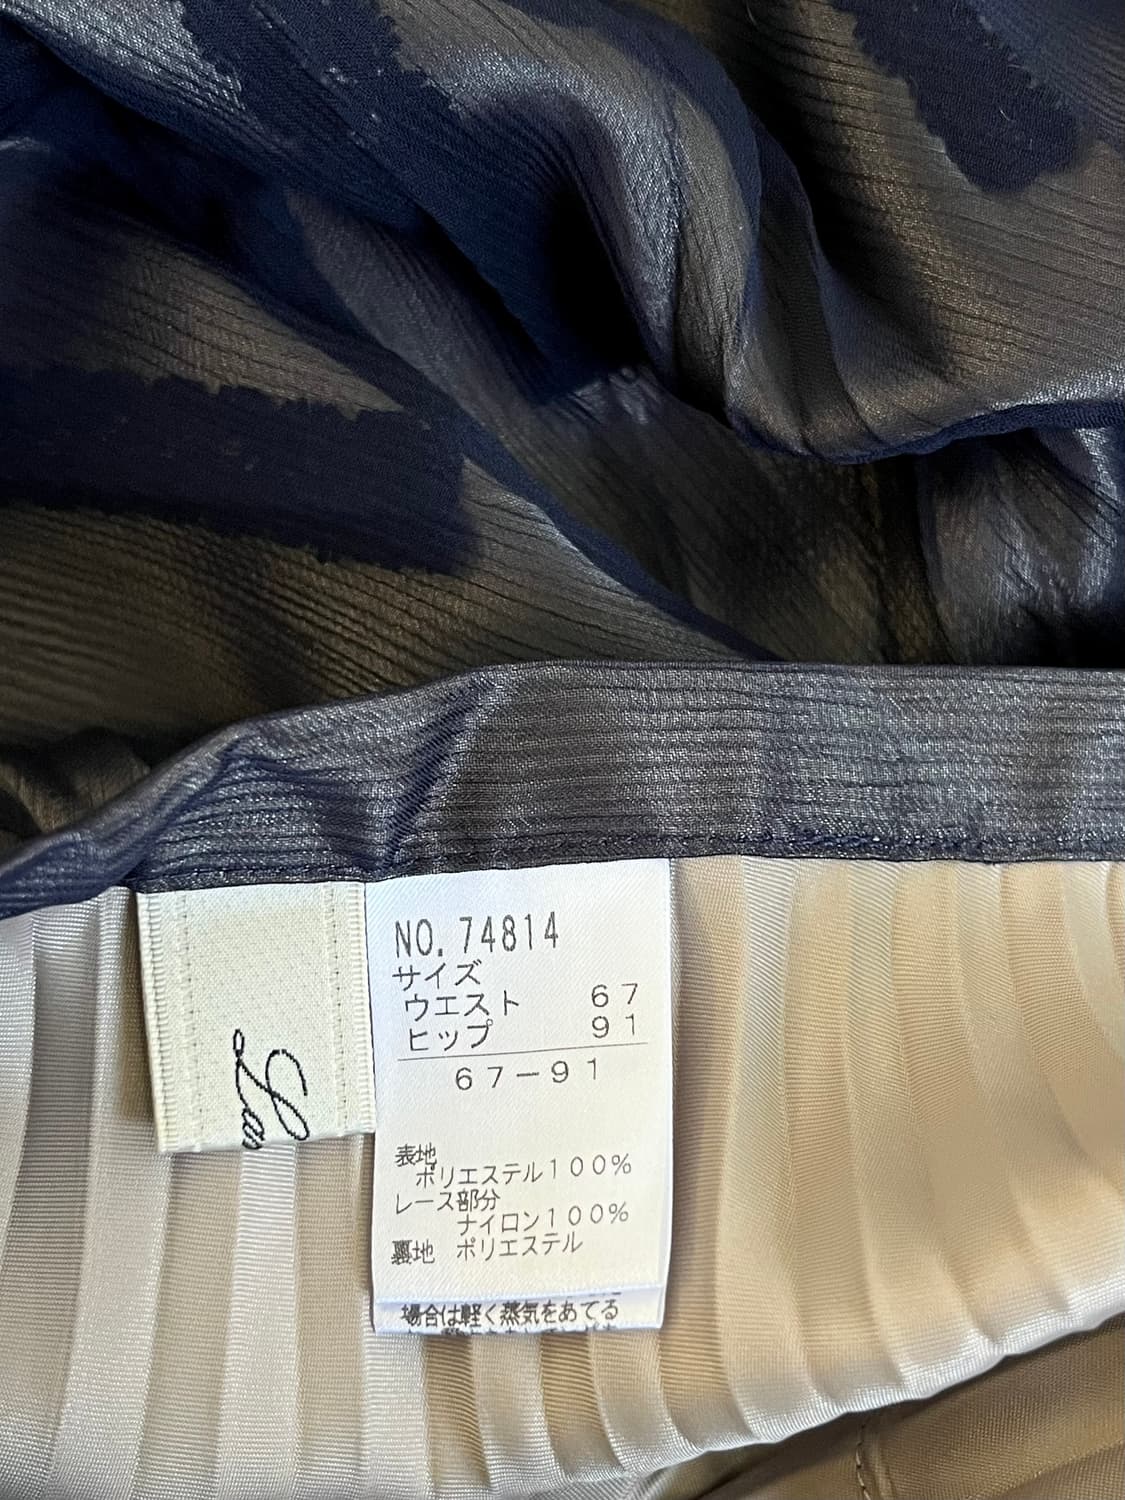 NO. 74814
サイズ
ウエスト 67
ヒップ 91
67-91
表地
ポリエステル100%
レース部分
ナイロン100%
裏地 ポリエステル
場合は軽く蒸気をあてる